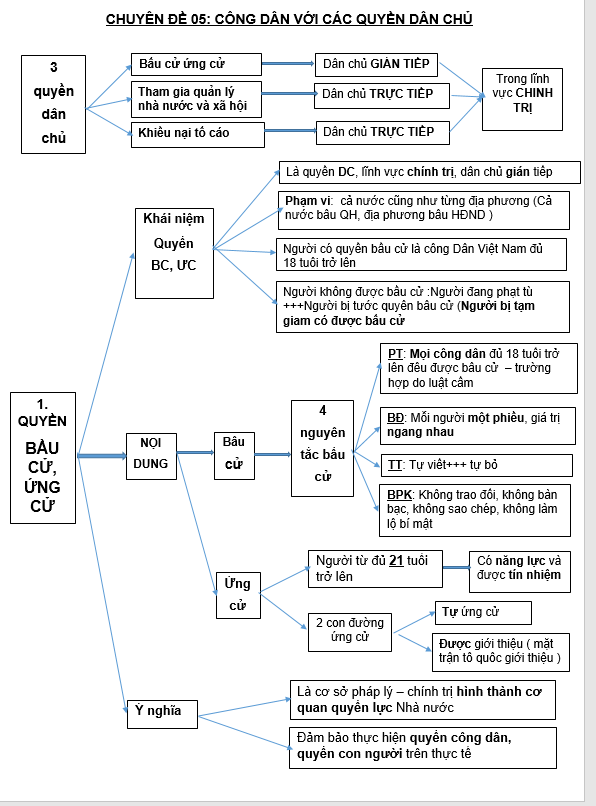 CHUYÊN ĐỀ 05: CÔNG DÂN VỚI CÁC QUYỀN DÂN CHỦ
3
quyền
dân
chủ
Bầu cử ứng cử
Dân chủ GIÁN TIẾP
Tham gia quản lý
nhà nước và xã hội
Dân chủ TRỰC TIẾP
Khiếu nại tố cáo
Dân chủ TRỰC TIẾP
Trong lĩnh
vực CHINH
TRỊ
Khái niệm
Quyền
BC, ƯC
Là quyền DC, lĩnh vực chính trị, dân chủ gián tiếp
Phạm vi: cả nước cũng như từng địa phương (Cả
nước bầu QH, địa phương bầu HĐND )
Người có quyền bầu cử là công Dân Việt Nam đủ
18 tuổi trở lên
Người không được bầu cử :Người đang phạt tù
+++Người bị tước quyền bầu cử (Người bị tạm
giam có được bầu cử
1.
QUYỀN
BẦU
CỬ,
ỨNG
CỬ
NỘI
DUNG
Bầu
cử
4
nguyên
tắc bầu
cử
PT: Mọi công dân đủ 18 tuổi trở
lên đều được bầu cử – trường
hợp do luật cấm
BĐ: Mỗi người một phiếu, giá trị
ngang nhau
TT: Tự viết+++ tự bỏ
BPK: Không trao đổi, không bàn
bạc, không sao chép, không làm
lộ bí mật
Ứng
cử
Người từ đủ 21 tuổi
trở lên
Có năng lực và
được tín nhiệm
2 con đường
ứng cử
Tự ứng cử
Được giới thiệu ( mặt
trận tổ quốc giới thiệu )
Ý nghĩa
Là cơ sở pháp lý – chính trị hình thành cơ
quan quyền lực Nhà nước
Đảm bảo thực hiện quyền công dân,
quyền con người trên thực tế